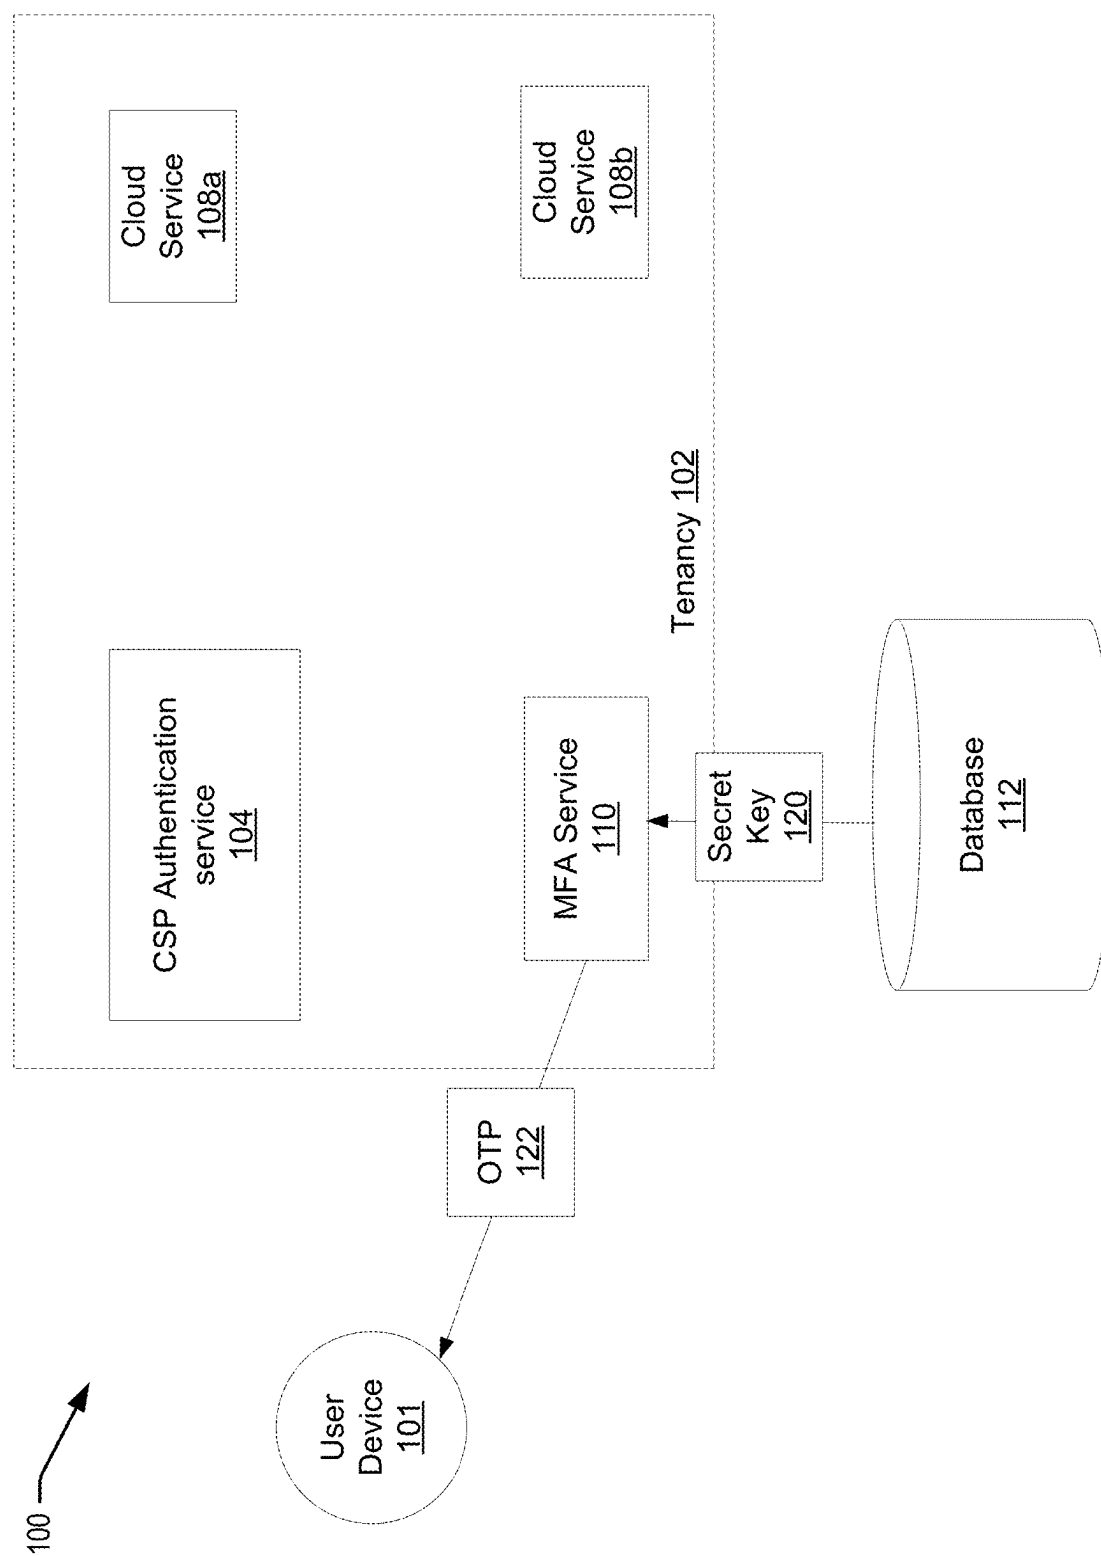 100
User
Device
101
OTP
122
CSP Authentication
service
104
MFA Service
110
Cloud
Service
108a
Cloud
Service
108b
Tenancy 102
Secret
Key
120
Database
112